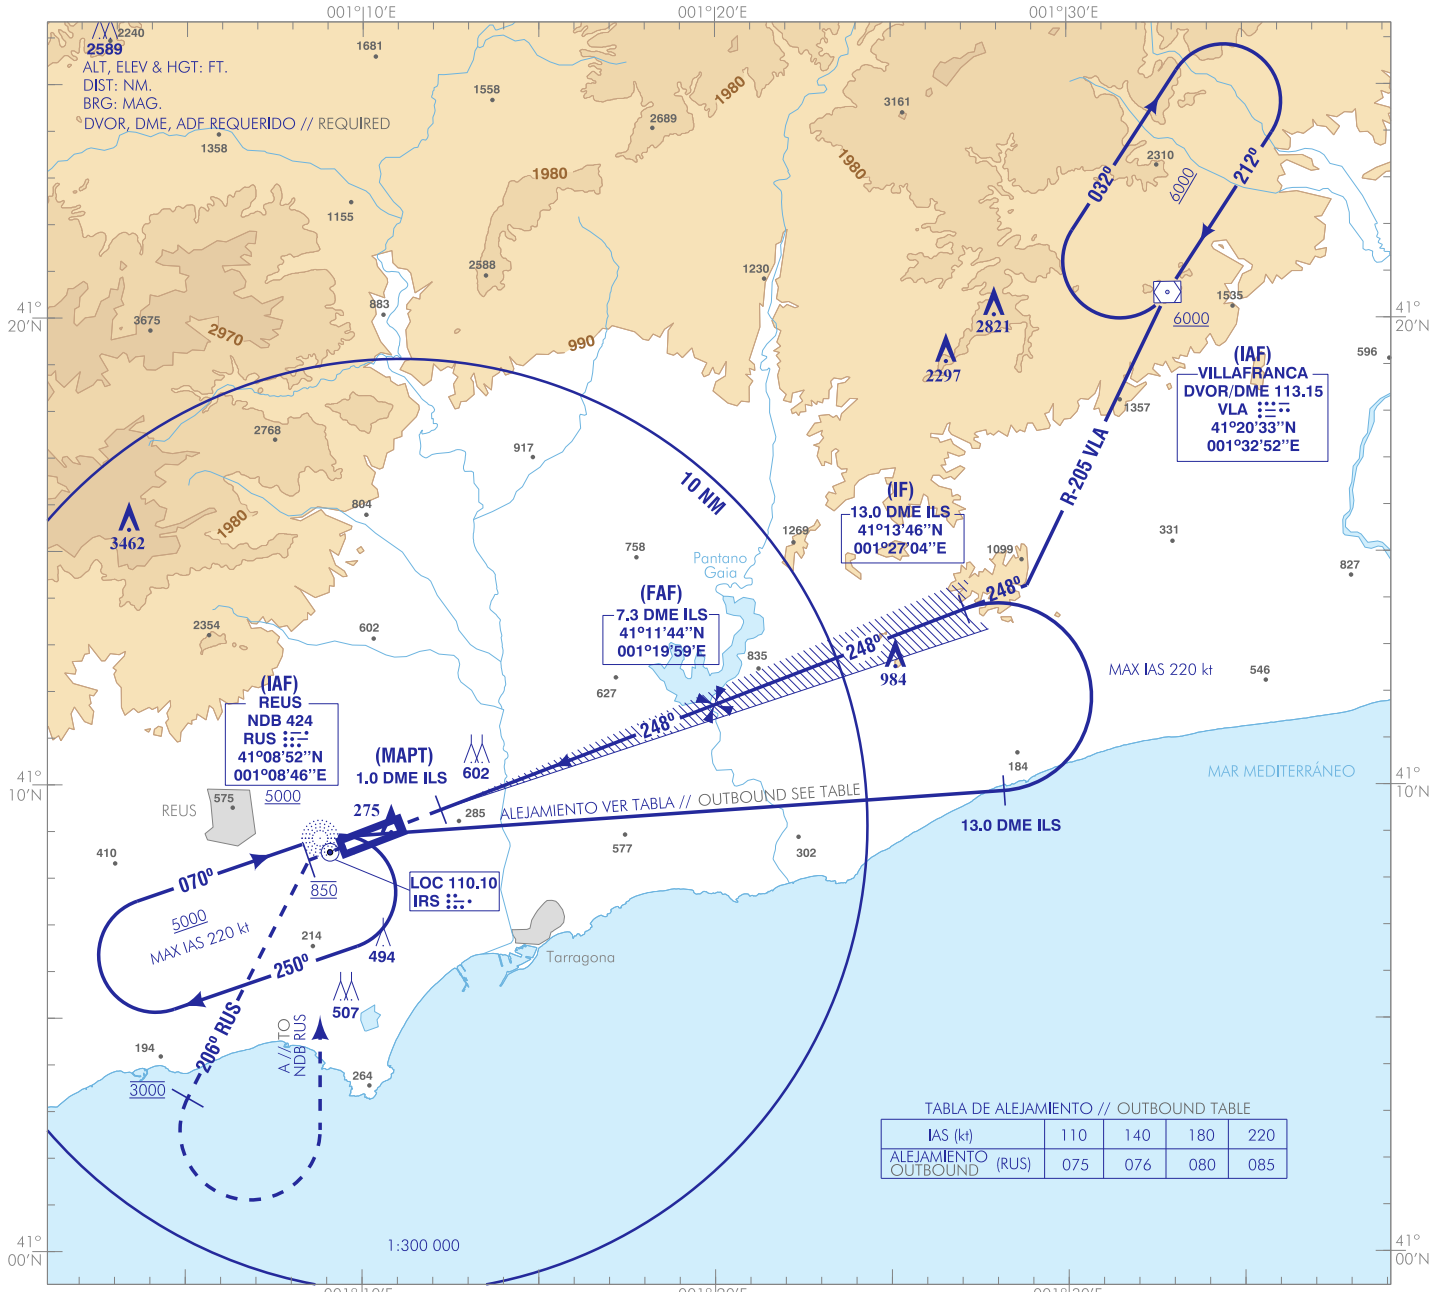 001°10'E
001°20'E
001°30'E
2240
2589
ALT, ELEV & HGT: FT.
DIST: NM.
BRG: MAG.
DVOR, DME, ADF REQUERIDO // REQUIRED
1358
1681
1558
2689
1980
3161
1980
1980
1155
2588
1230
883
3675
2970
990
2310
032º
212º
6000
1535
6000
41°
20'N
41°
20'N
2821
2297
596
(IAF)
VILLAFRANCA
DVOR/DME 113.15
VLA
41°20'33''N
001°32'52''E
1357
R-205 VLA
2768
917
10 NM
804
1980
3462
758
1269
(IF)
13.0 DME ILS
41°13'46''N
001°27'04''E
1099
331
827
Pantano
Gaia
(FAF)
7.3 DME ILS
41°11'44''N
001°19'59'E
248º
248º
248º
2354
602
835
984
627
MAX IAS 220 kt
546
(IAF)
REUS
NDB 424
RUS
41°08'52''N
001°08'46''E
5000
(MAPT)
1.0 DME ILS
602
184
MAR MEDITERRÁNEO
41°
10'N
41°
10'N
REUS
575
275
285
ALEJAMIENTO VER TABLA // OUTBOUND SEE TABLE
577
302
13.0 DME ILS
410
070º
850
LOC 110.10
IRS
5000
MAX IAS 220 kt
214
494
250º
Tarragona
507
206º RUS
A // TO
NDB RUS
194
3000
264
TABLA DE ALEJAMIENTO // OUTBOUND TABLE
IAS (kt) 110 140 180 220
ALEJAMIENTO
OUTBOUND (RUS) 075 076 080 085
1:300 000
41°
00'N
41°
00'N